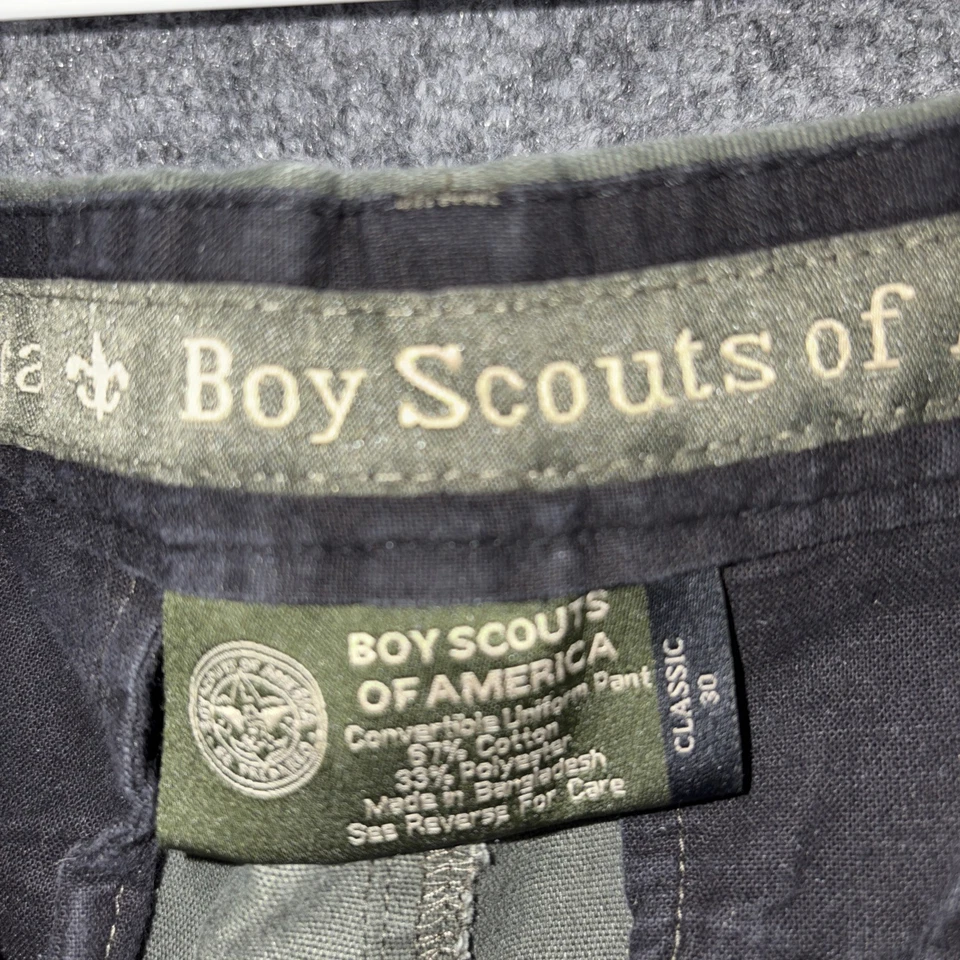 Boy Scouts of
BOY SCOUTS
OF AMERICA
Convertible Uniform Pant
67% Cotton
33% Polyester
Made in Bangladesh
See Reverse For Care
CLASSIC
30